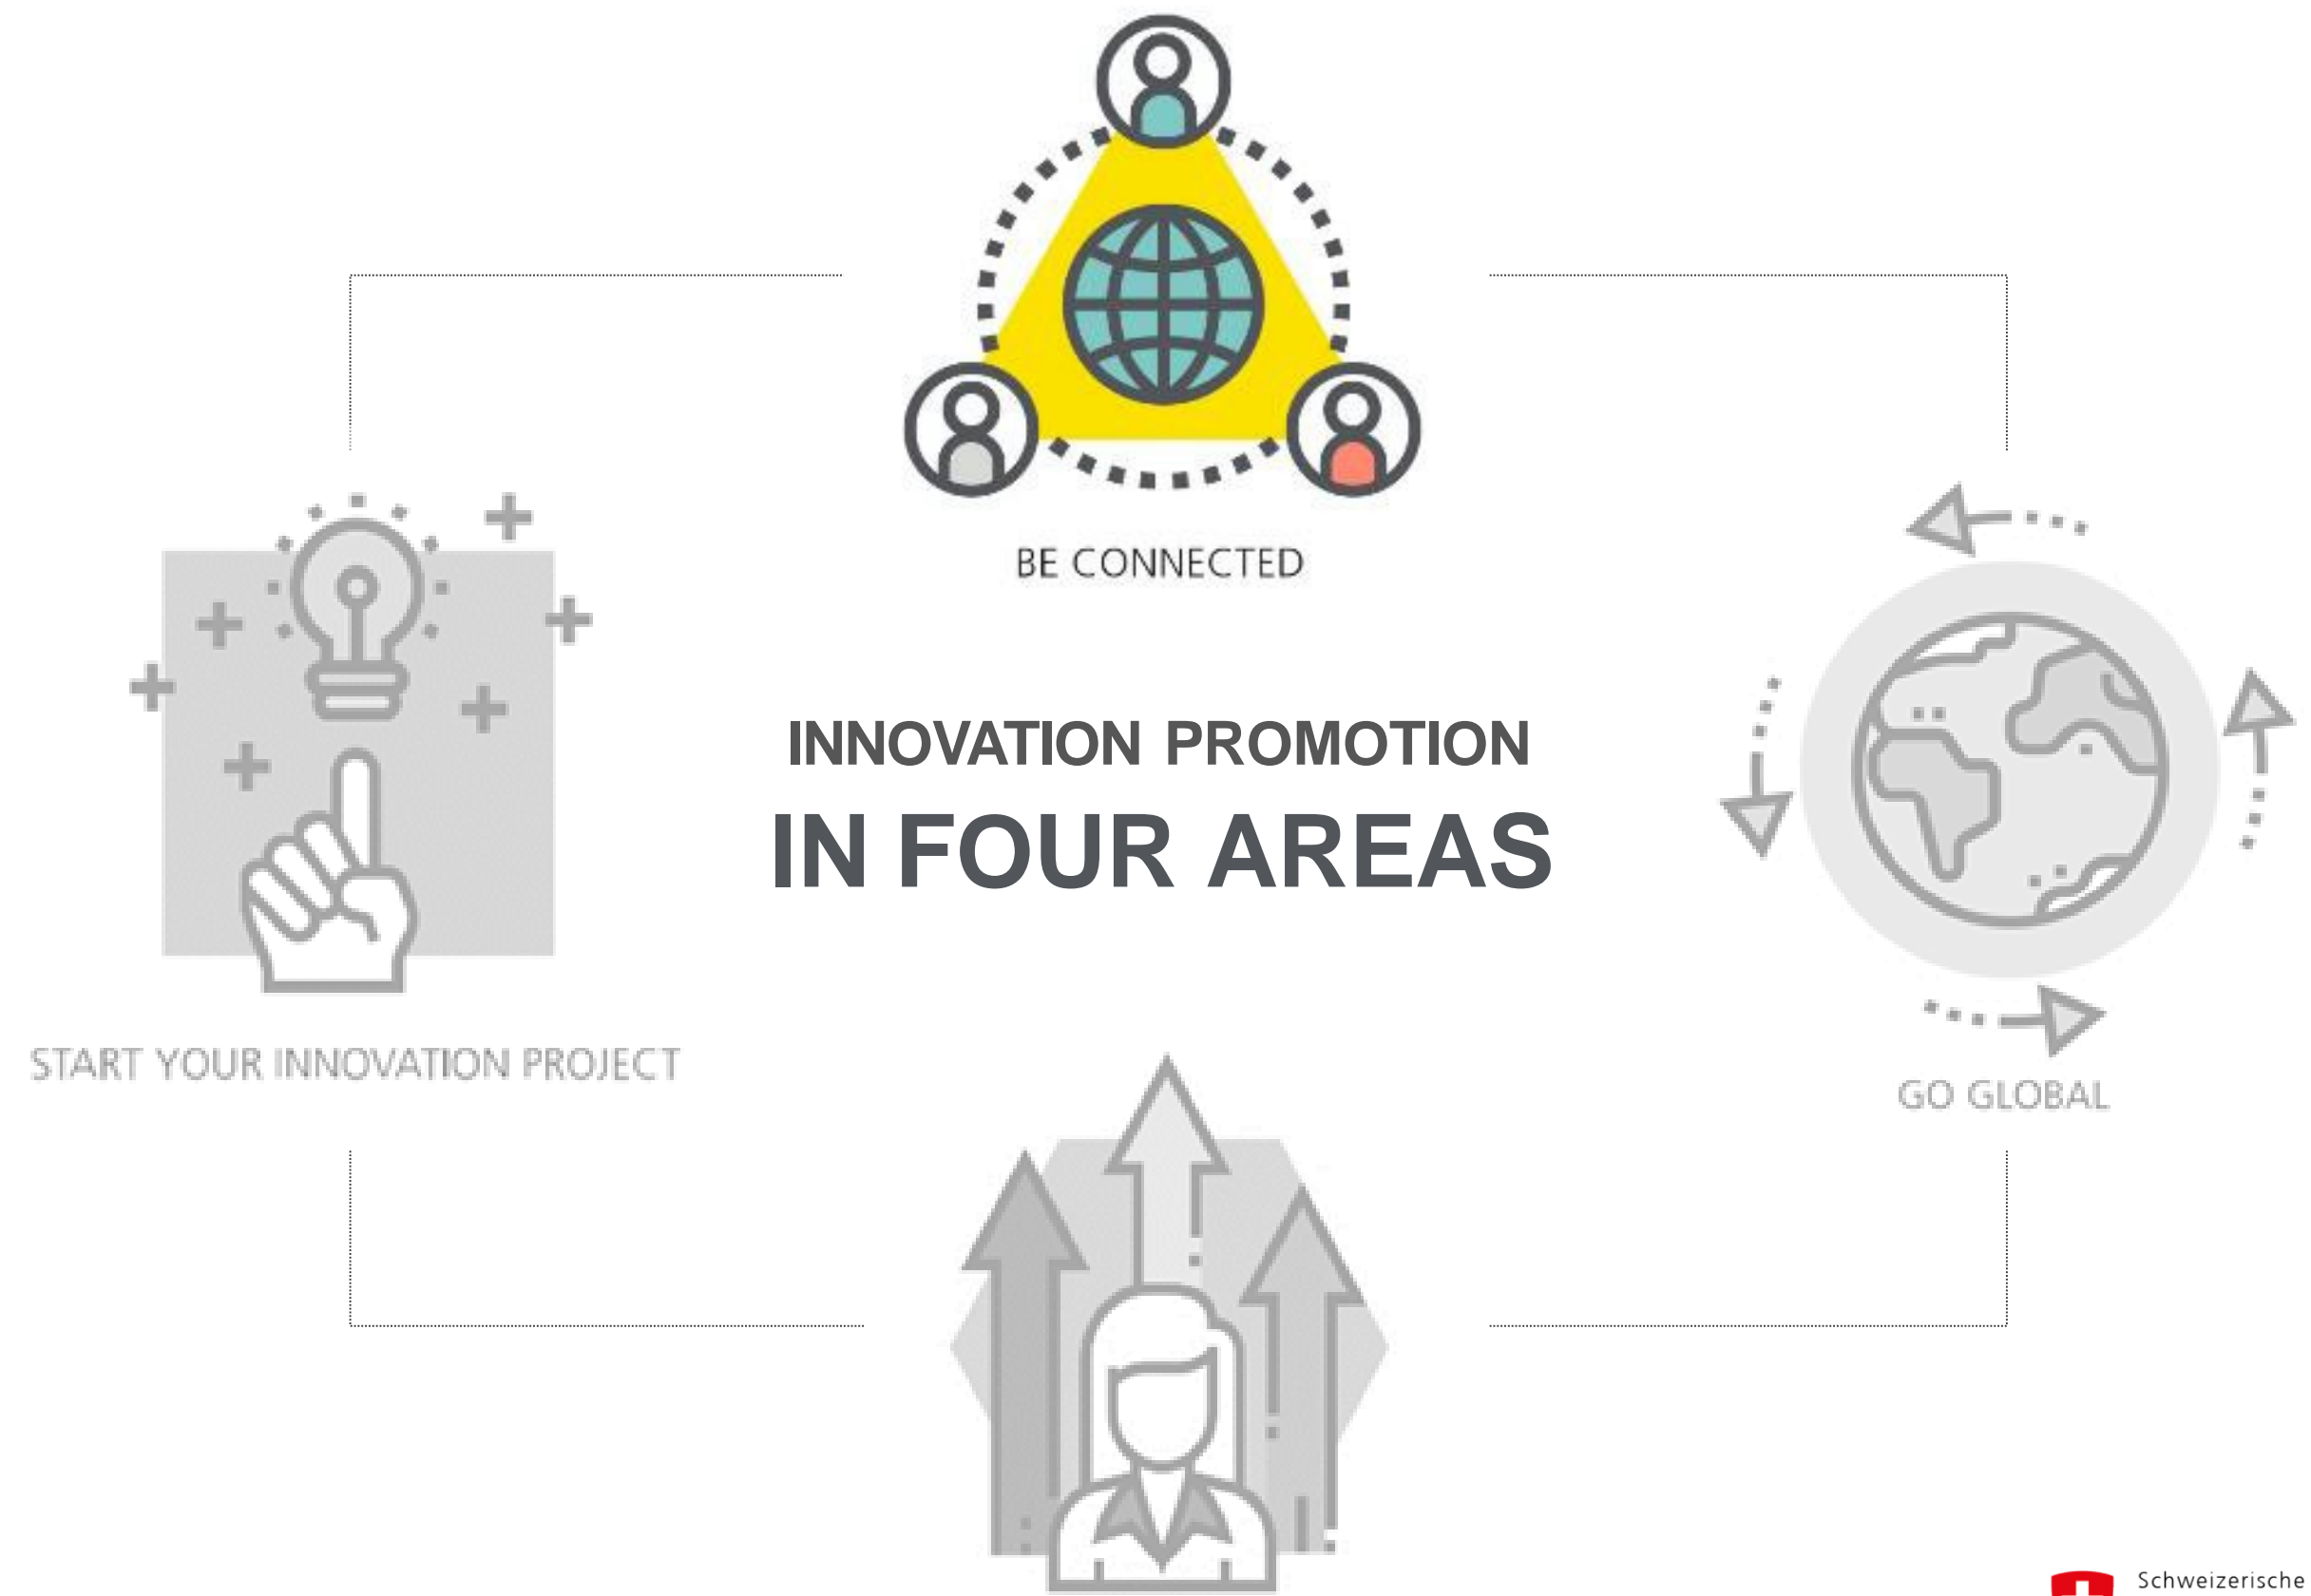 BE CONNECTED
INNOVATION PROMOTION
IN FOUR AREAS
START YOUR INNOVATION PROJECT
GO GLOBAL
Schweizerische